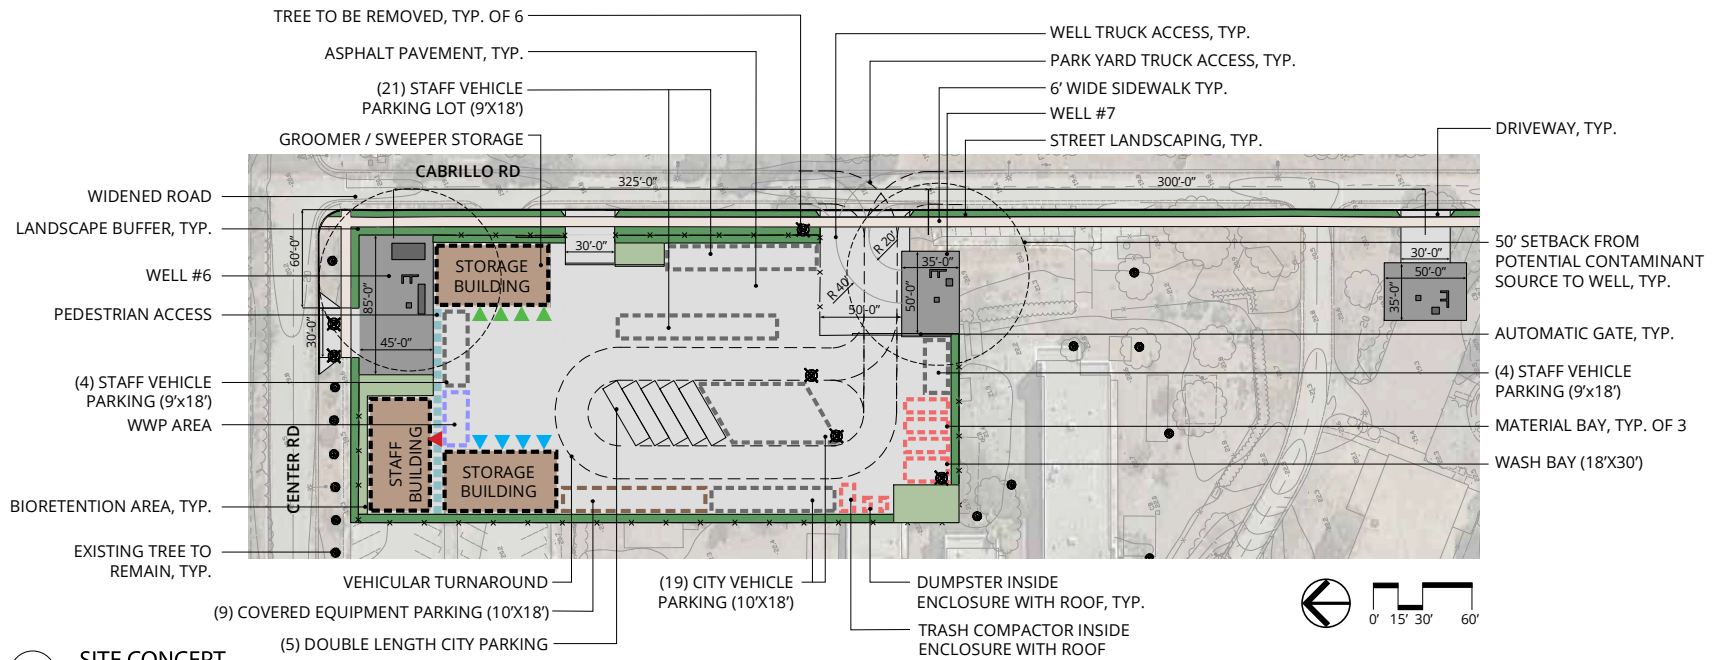 TREE TO BE REMOVED, TYP. OF 6
ASPHALT PAVEMENT, TYP.
(21) STAFF VEHICLE
PARKING LOT (9'X18')
GROOMER / SWEEPER STORAGE
WIDENED ROAD
LANDSCAPE BUFFER, TYP.
WELL #6
PEDESTRIAN ACCESS
(4) STAFF VEHICLE
PARKING (9'x18')
WWP AREA
BIORETENTION AREA, TYP.
EXISTING TREE TO
REMAIN, TYP.
WELL TRUCK ACCESS, TYP.
PARK YARD TRUCK ACCESS, TYP.
6' WIDE SIDEWALK TYP.
WELL #7
STREET LANDSCAPING, TYP.
DRIVEWAY, TYP.
50' SETBACK FROM
POTENTIAL CONTAMINANT
SOURCE TO WELL, TYP.
AUTOMATIC GATE, TYP.
(4) STAFF VEHICLE
PARKING (9'x18')
MATERIAL BAY, TYP. OF 3
WASH BAY (18'X30')
CABRILLO RD
325'-0"
300'-0"
60'-0"
30'-0"
30'-0"
85'-0"
45'-0"
STORAGE
BUILDING
R 20'
R 40'
35'-0"
50'-0"
50'-0"
30'-0"
50'-0"
35'-0"
CENTER RD
STAFF
BUILDING
STORAGE
BUILDING
VEHICULAR TURNAROUND
(9) COVERED EQUIPMENT PARKING (10'X18')
(5) DOUBLE LENGTH CITY PARKING
(19) CITY VEHICLE
PARKING (10'X18')
DUMPSTER INSIDE
ENCLOSURE WITH ROOF, TYP.
TRASH COMPACTOR INSIDE
ENCLOSURE WITH ROOF
0' 15' 30' 60'
SITE CONCEPT